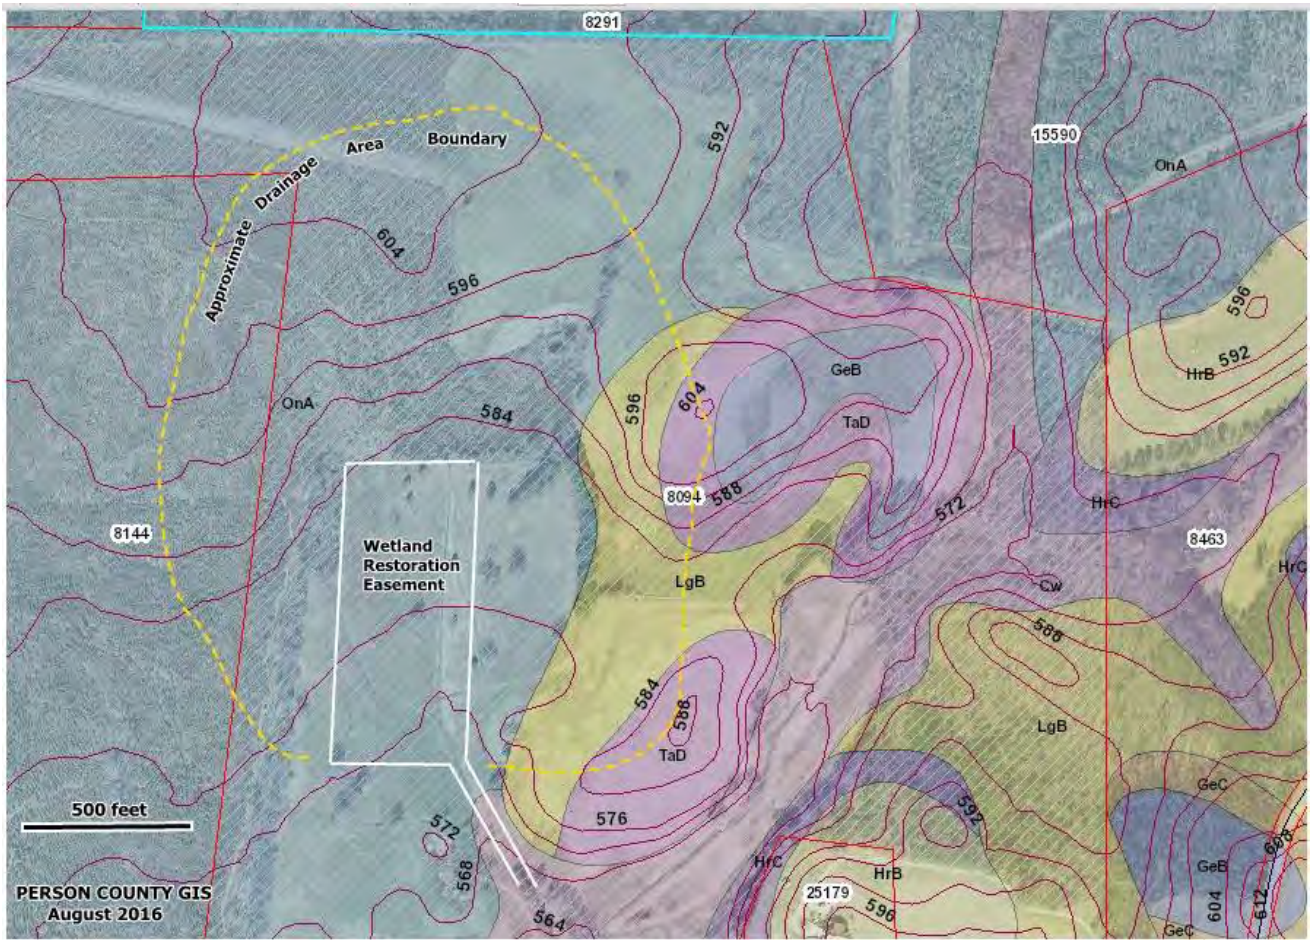 8291
15590
OnA
592
Approximate Drainage Area Boundary
604
596
596
592
HrB
GeB
604
596
OnA
584
TaD
588
8094
572
HrC
8463
8144
Wetland
Restoration
Easement
LgB
Cw
HrC
588
584
588
TaD
LgB
500 feet
576
GeC
592
572
608
HrC
HrB
GeB
568
25179
596
604
612
PERSON COUNTY GIS
August 2016
564
GeC